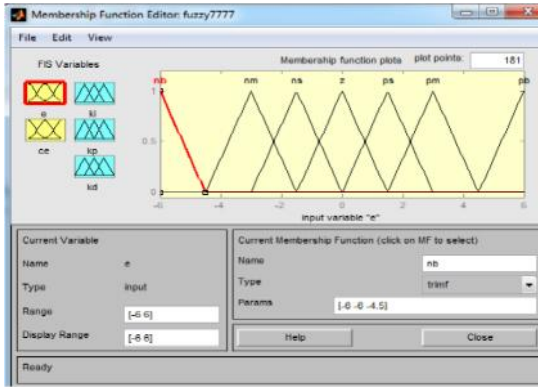 Membership Function Editor: fuzzy7777
File Edit View
FIS Variables
Membership function plots plot points: 181
nb nm ns z ps pm pb
e
ki
ce
kp
kd
1
0.5
0
-6 -4 -2 0 2 4 6
input variable "e"
Current Variable
Name e
Type input
Range [-6 6]
Display Range [-6 6]
Current Membership Function (click on MF to select)
Name nb
Type trimf
Params [-6 -6 -4.5]
Help Close
Ready